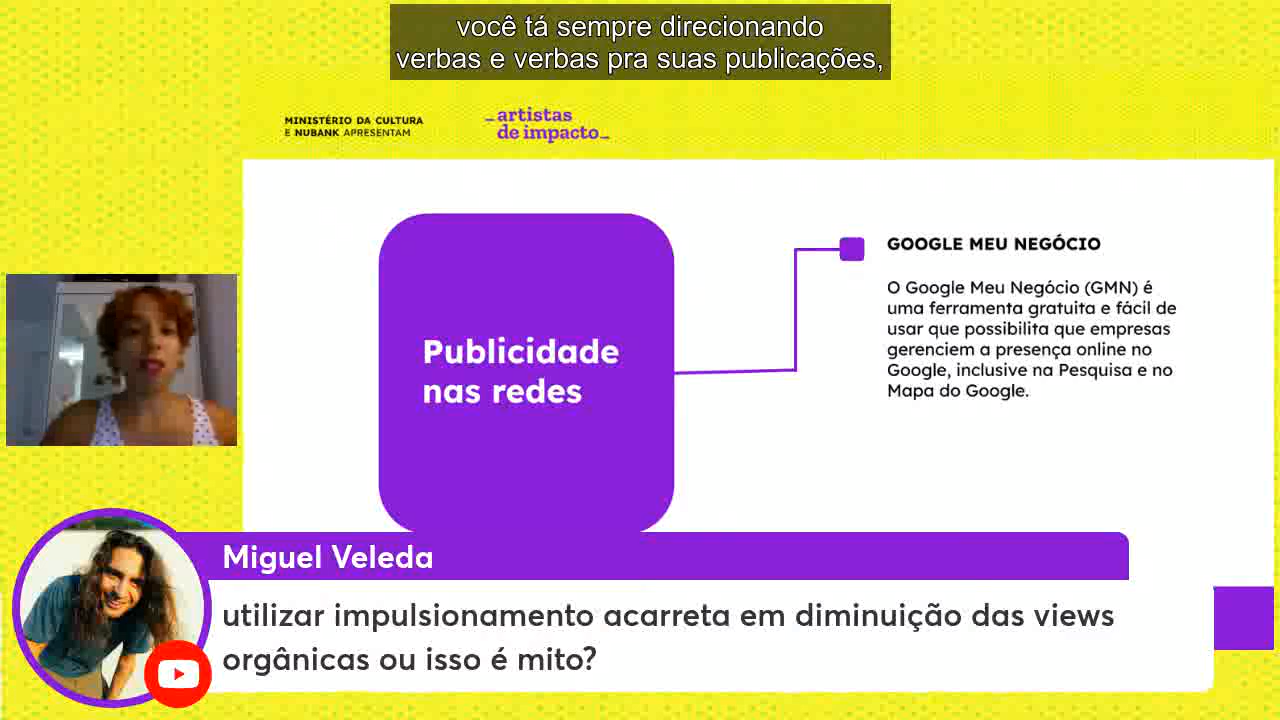 você tá sempre direcionando
verbas e verbas pra suas publicações,
MINISTÉRIO DA CULTURA
E NUBANK APRESENTAM
_artistas
de impacto_
Publicidade
nas redes
GOOGLE MEU NEGÓCIO
O Google Meu Negócio (GMN) é
uma ferramenta gratuita e fácil de
usar que possibilita que empresas
gerenciem a presença online no
Google, inclusive na Pesquisa e no
Mapa do Google.
Miguel Veleda
utilizar impulsionamento acarreta em diminuição das views
orgânicas ou isso é mito?